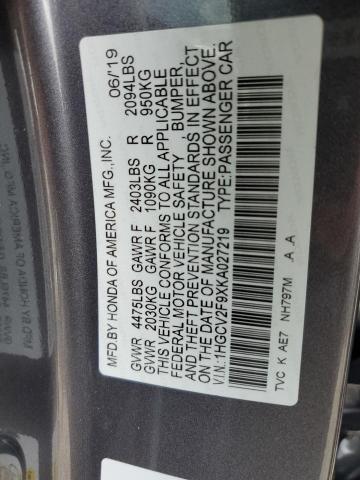 MFD.BY HONDA OF AMERICA MFG.,INC. 06/19
GVWR 4475LBS GAWR F 2403LBS R 2094LBS
GVWR 2030KG GAWR F 1090KG R 950KG
THIS VEHICLE CONFORMS TO ALL APPLICABLE
FEDERAL MOTOR VEHICLE SAFETY BUMPER,
AND THEFT PREVENTION STANDARDS IN EFFECT
ON THE DATE OF MANUFACTURE SHOWN ABOVE.
V.I.N.:1HGCV2F9XKA027219 TYPE:PASSENGER CAR
TVC K AE7 NH797M A A